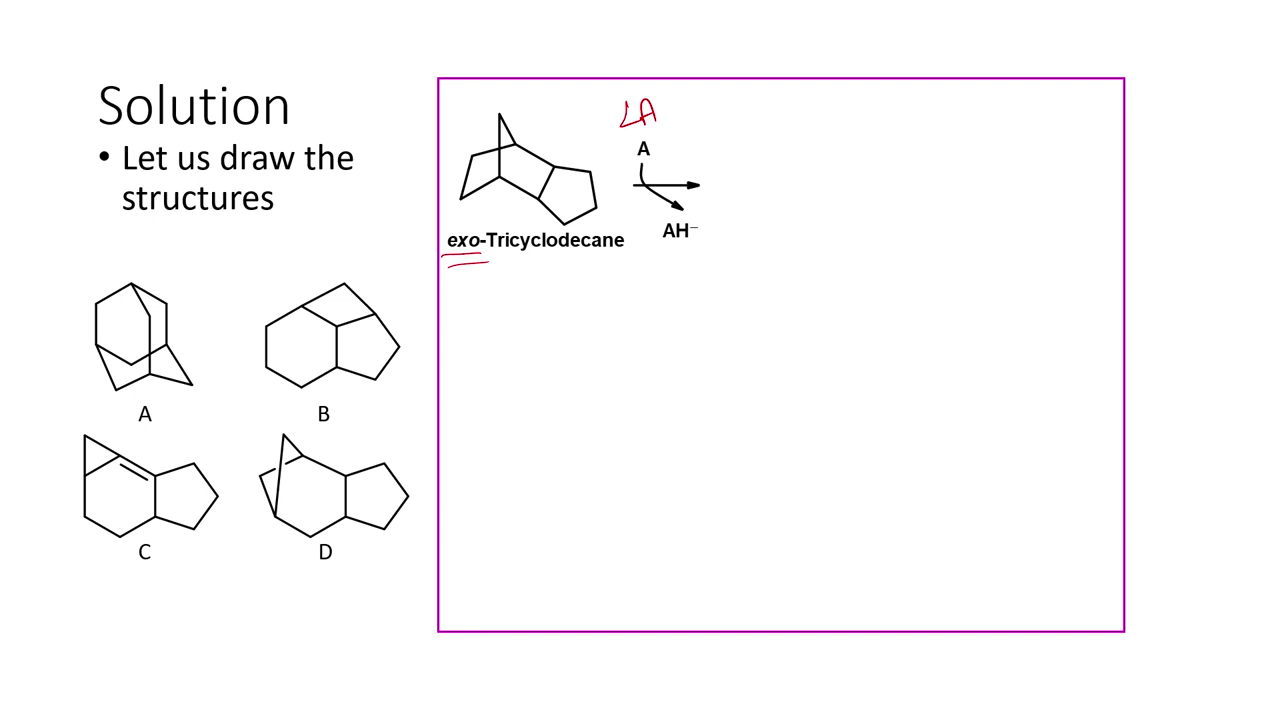 Solution
• Let us draw the
structures
LA
A
AH⁻
exo-Tricyclodecane
A
B
C
D